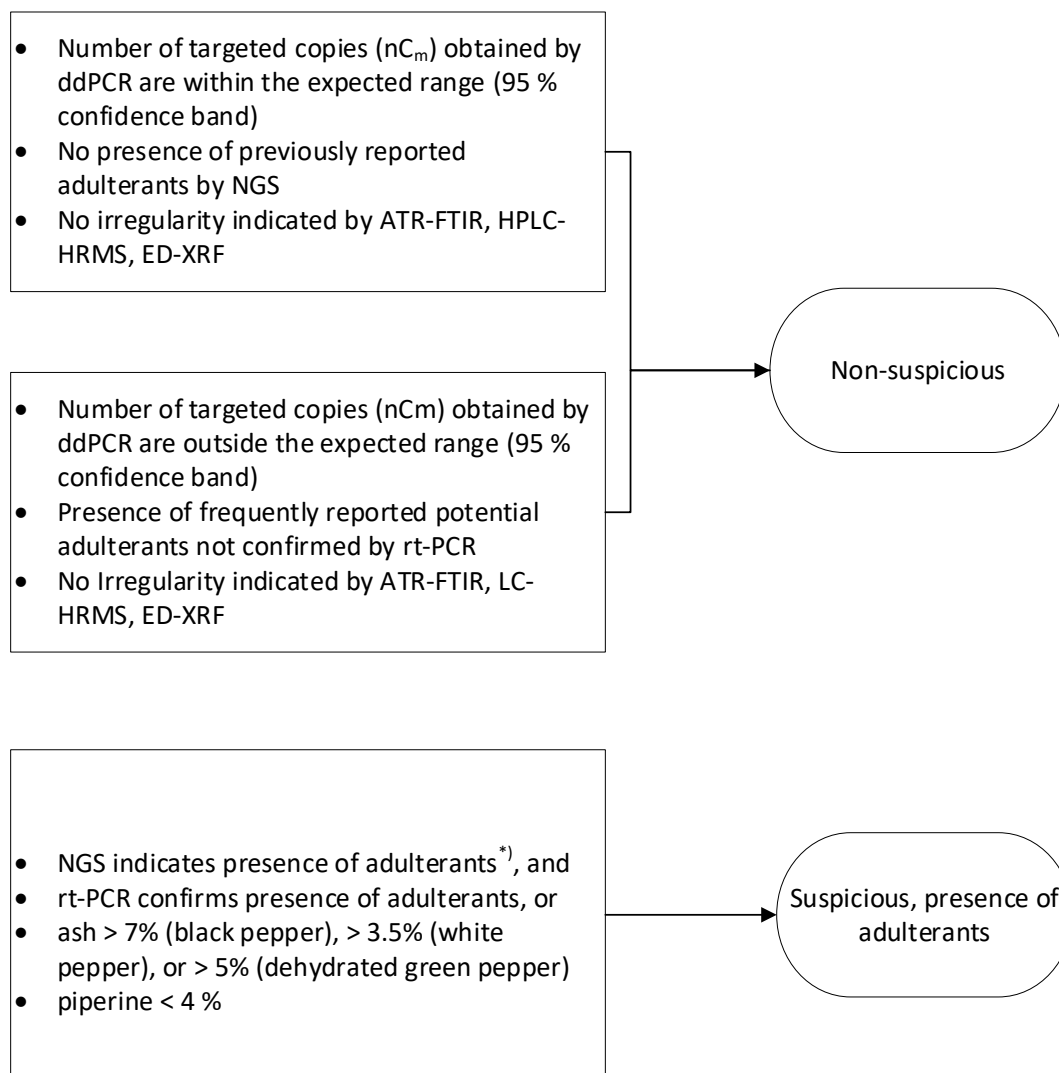 • Number of targeted copies (nCm) obtained by
ddPCR are within the expected range (95 %
confidence band)
• No presence of previously reported
adulterants by NGS
• No irregularity indicated by ATR-FTIR, HPLC-
HRMS, ED-XRF
Non-suspicious
• Number of targeted copies (nCm) obtained by
ddPCR are outside the expected range (95 %
confidence band)
• Presence of frequently reported potential
adulterants not confirmed by rt-PCR
• No Irregularity indicated by ATR-FTIR, LC-
HRMS, ED-XRF
• NGS indicates presence of adulterants*), and
• rt-PCR confirms presence of adulterants, or
• ash > 7% (black pepper), > 3.5% (white
pepper), or > 5% (dehydrated green pepper)
• piperine < 4 %
Suspicious, presence of
adulterants